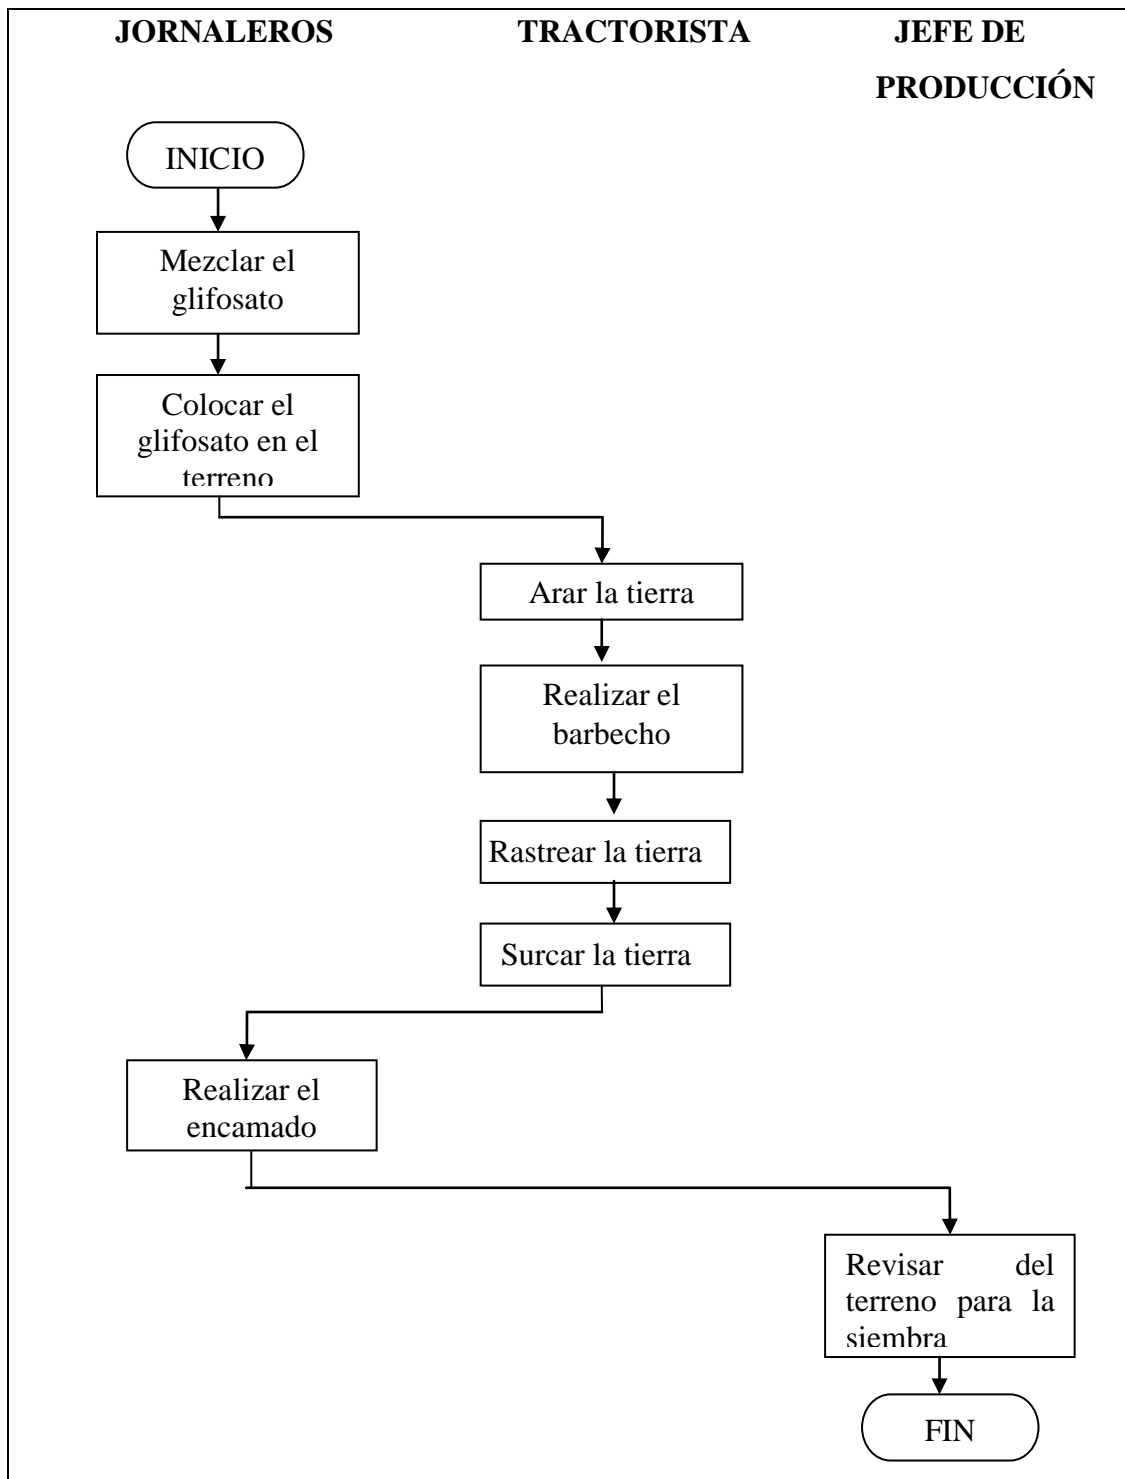 JORNALEROS TRACTORISTA JEFE DE
PRODUCCIÓN
INICIO
Mezclar el
glifosato
Colocar el
glifosato en el
terreno
Arar la tierra
Realizar el
barbecho
Rastrear la tierra
Surcar la tierra
Realizar el
encamado
Revisar del
terreno para la
siembra
FIN